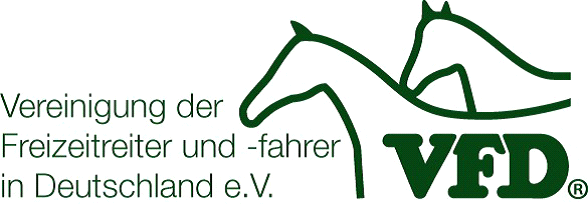 Vereinigung der
Freizeitreiter und -fahrer
in Deutschland e.V.
VFD®